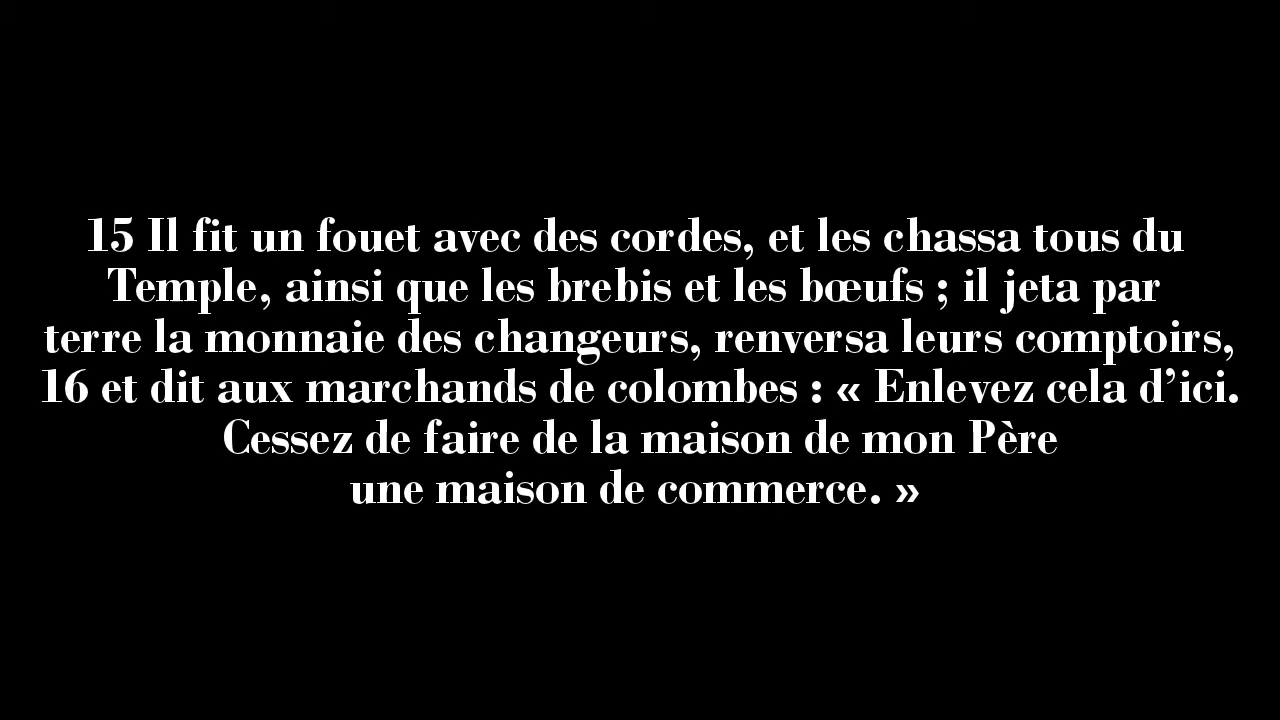 15 Il fit un fouet avec des cordes, et les chassa tous du
Temple, ainsi que les brebis et les bœufs ; il jeta par
terre la monnaie des changeurs, renversa leurs comptoirs,
16 et dit aux marchands de colombes : « Enlevez cela d’ici.
Cessez de faire de la maison de mon Père
une maison de commerce. »